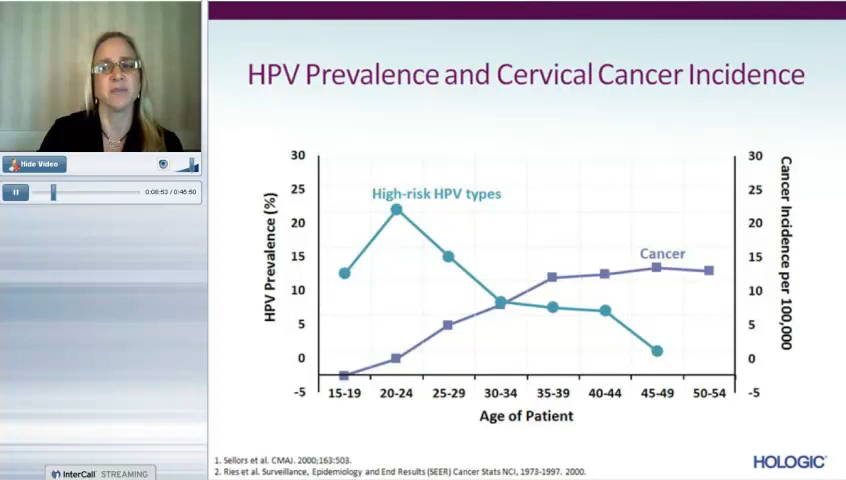 HPV Prevalence and Cervical Cancer Incidence
Hide Video
0:08:53 / 0:46:50
30
25
20
15
10
5
0
-5
HPV Prevalence (%)
High-risk HPV types
Cancer
30
25
20
15
10
5
0
-5
Cancer Incidence per 100,000
15-19 20-24 25-29 30-34 35-39 40-44 45-49 50-54
Age of Patient
1. Sellors et al. CMAJ. 2000;163:503.
2. Ries et al. Surveillance, Epidemiology and End Results (SEER) Cancer Stats NCI, 1973-1997. 2000.
HOLOGIC
InterCall STREAMING